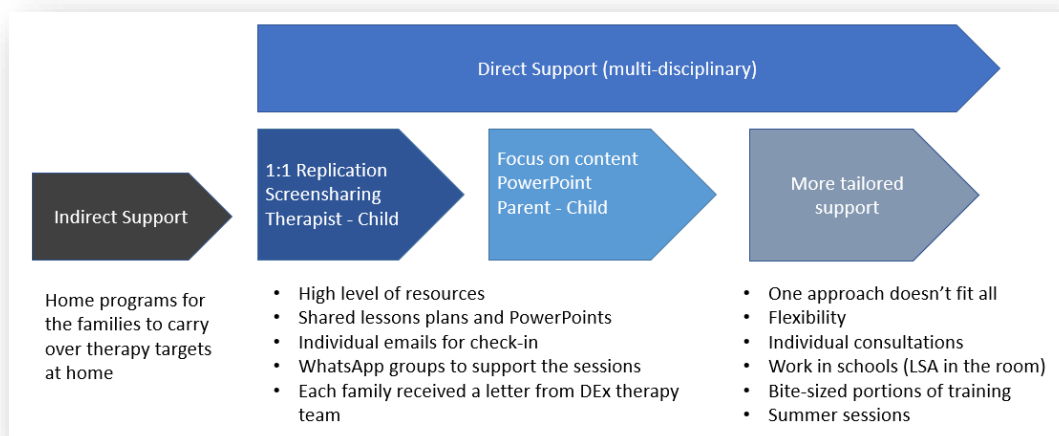 Direct Support (multi-disciplinary)
Indirect Support
1:1 Replication
Screensharing
Therapist - Child
Focus on content
PowerPoint
Parent - Child
More tailored
support
Home programs for
the families to carry
over therapy targets
at home
• High level of resources
• Shared lessons plans and PowerPoints
• Individual emails for check-in
• WhatsApp groups to support the sessions
• Each family received a letter from DEx therapy
team
• One approach doesn't fit all
• Flexibility
• Individual consultations
• Work in schools (LSA in the room)
• Bite-sized portions of training
• Summer sessions